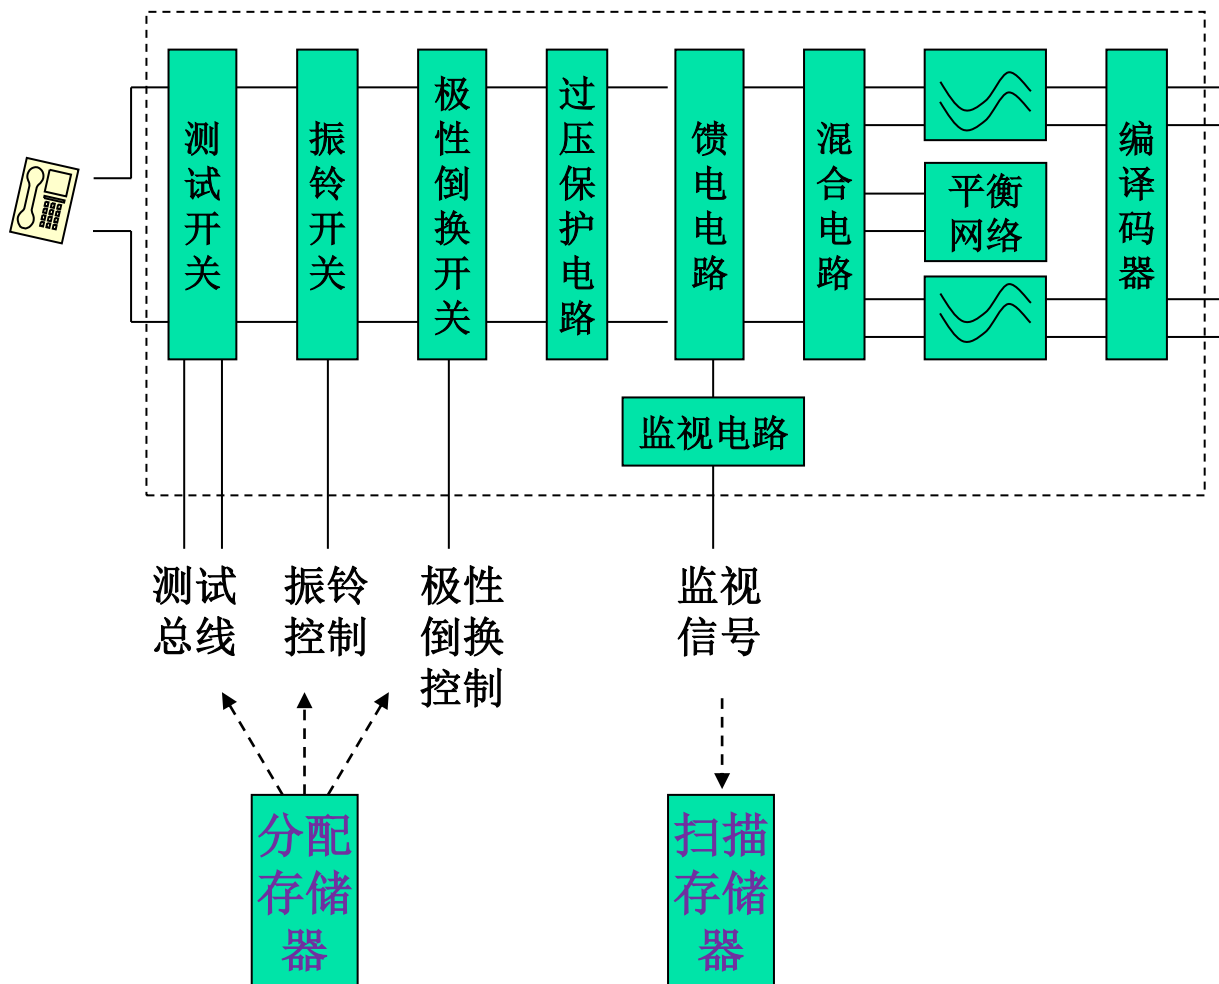 测试开关
振铃开关
极性倒换开关
过压保护电路
馈电电路
混合电路
平衡
网络
编译码器
监视电路
测试
总线
振铃
控制
极性
倒换
控制
监视
信号
分配
存储
器
扫描
存储
器